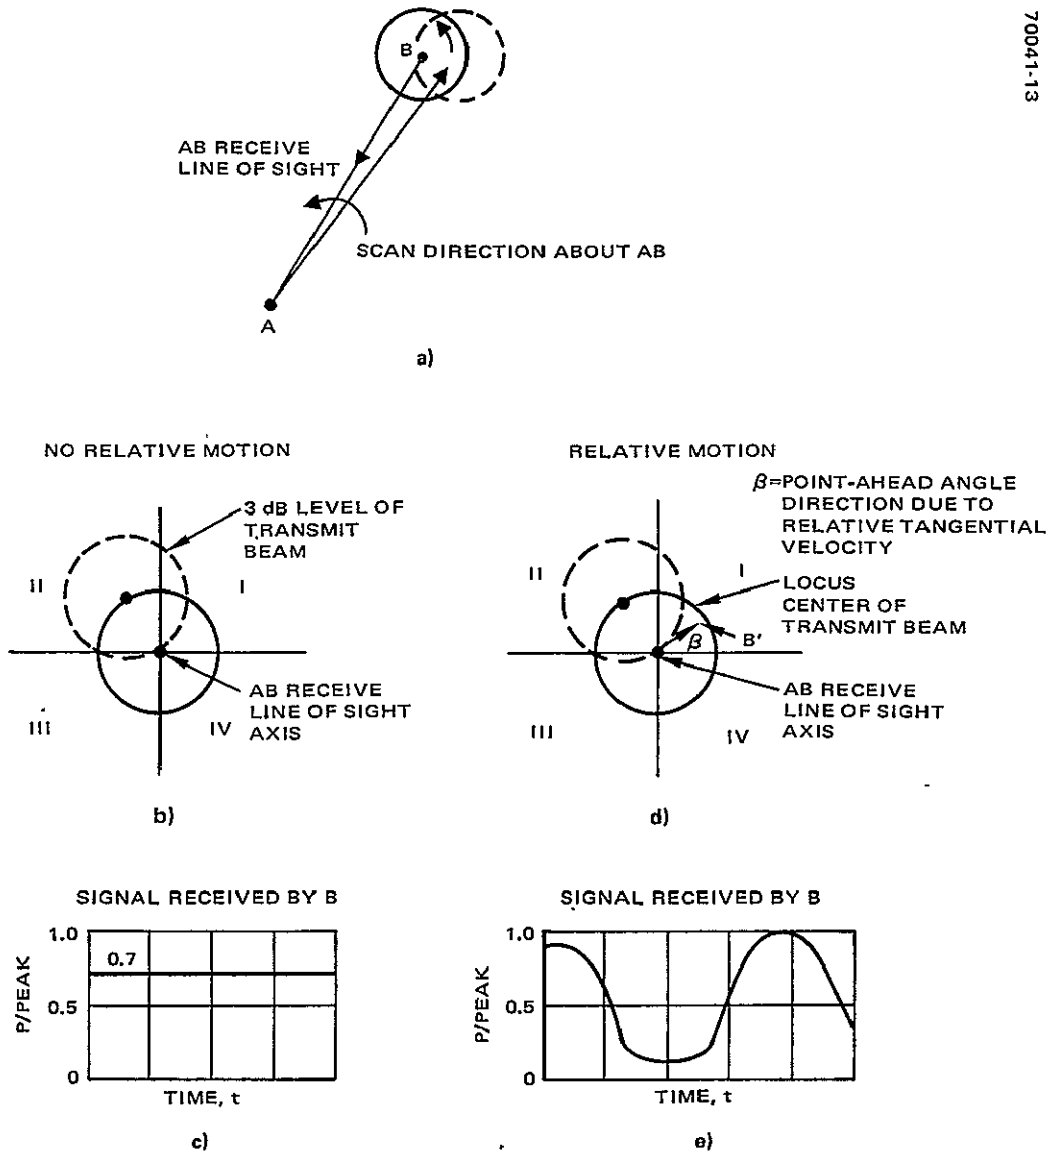 70041-13
B
AB RECEIVE
LINE OF SIGHT
SCAN DIRECTION ABOUT AB
A
a)
NO RELATIVE MOTION
3 dB LEVEL OF
TRANSMIT
BEAM
II
I
AB RECEIVE
LINE OF SIGHT
AXIS
III
IV
b)
RELATIVE MOTION
β=POINT-AHEAD ANGLE
DIRECTION DUE TO
RELATIVE TANGENTIAL
VELOCITY
II
I
LOCUS
CENTER OF
TRANSMIT BEAM
β
B'
AB RECEIVE
LINE OF SIGHT
AXIS
III
IV
d)
SIGNAL RECEIVED BY B
1.0
0.7
0.5
0
P/PEAK
TIME, t
c)
SIGNAL RECEIVED BY B
1.0
0.5
0
P/PEAK
TIME, t
e)